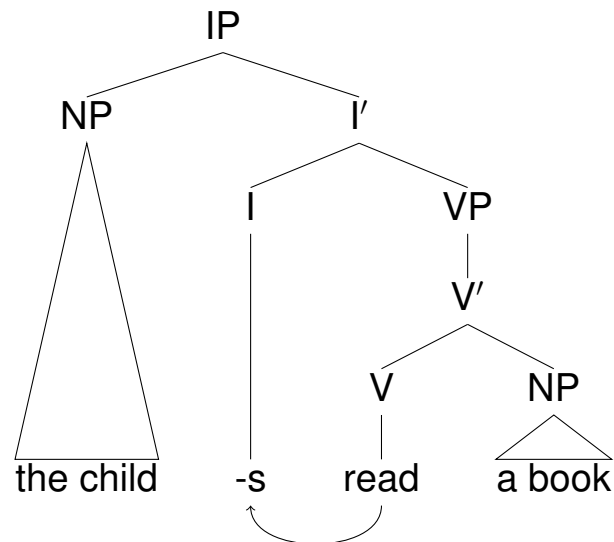 IP
NP I′
I VP
V′
V NP
the child -s read a book